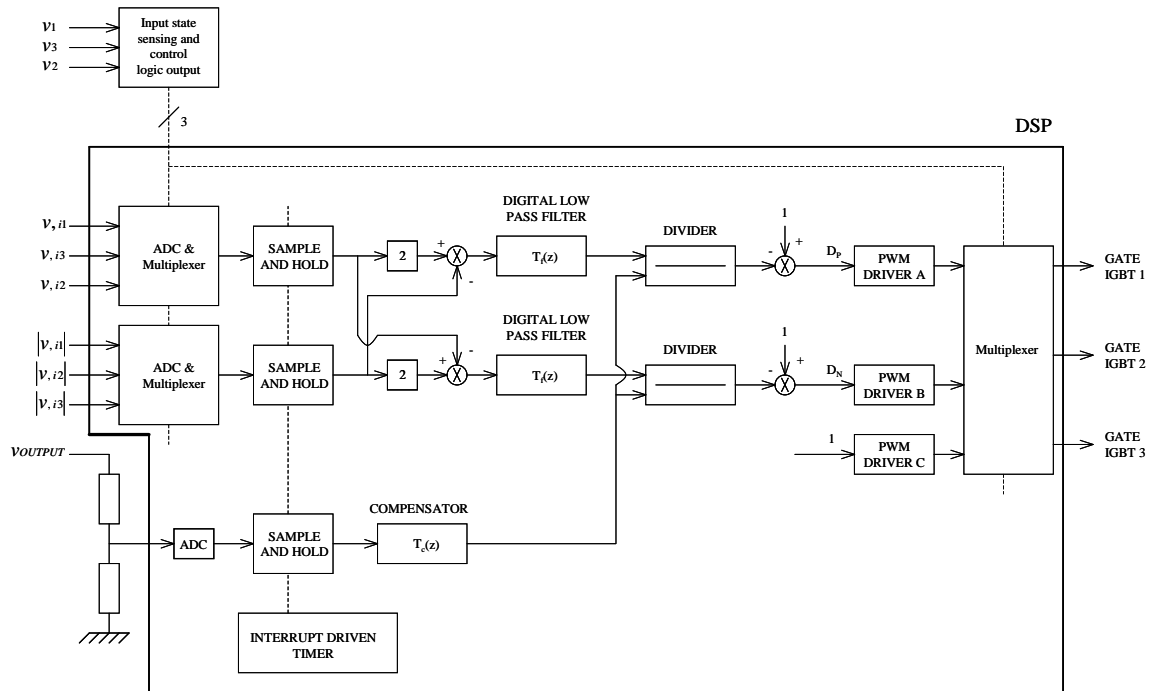 v1
v3
v2
Input state
sensing and
control
logic output
3
DSP
v, i1
v, i3
v, i2
ADC &
Multiplexer
SAMPLE
AND HOLD
2
+
-
DIGITAL LOW
PASS FILTER
Ti(z)
DIVIDER
-
1
+
DP
PWM
DRIVER A
GATE
IGBT 1
|v, i1|
|v, i2|
|v, i3|
ADC &
Multiplexer
SAMPLE
AND HOLD
2
+
-
DIGITAL LOW
PASS FILTER
Ti(z)
DIVIDER
-
1
+
DN
PWM
DRIVER B
Multiplexer
GATE
IGBT 2
1
PWM
DRIVER C
GATE
IGBT 3
vOUTPUT
ADC
SAMPLE
AND HOLD
COMPENSATOR
Tc(z)
INTERRUPT DRIVEN
TIMER